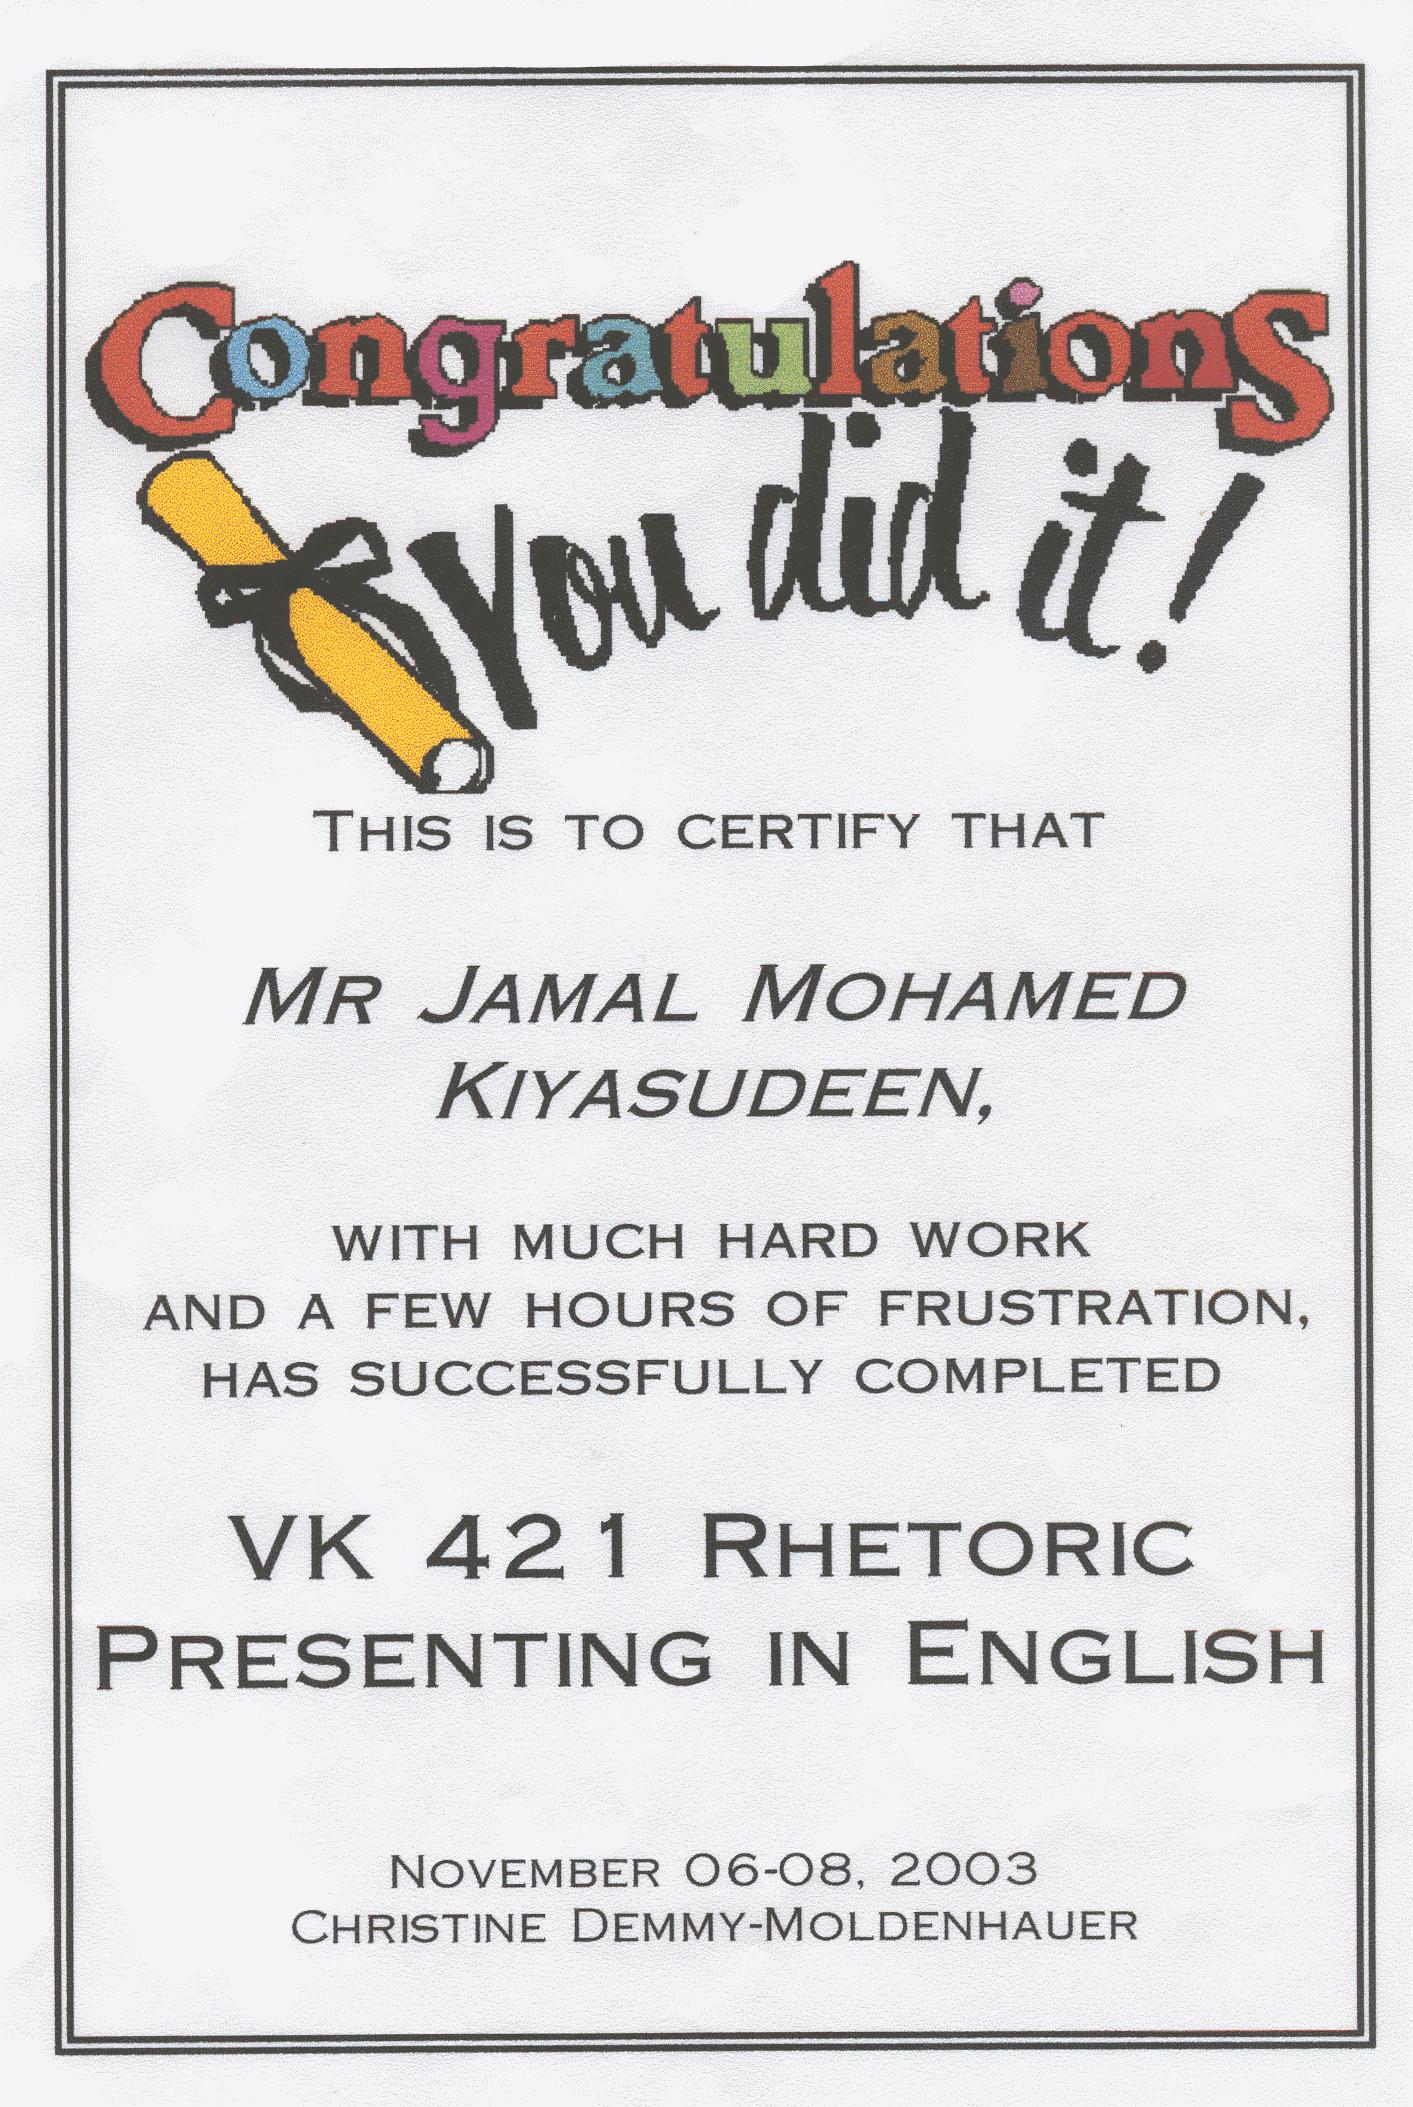 Congratulations
you did it!
THIS IS TO CERTIFY THAT
MR JAMAL MOHAMED
KIYASUDEEN,
WITH MUCH HARD WORK
AND A FEW HOURS OF FRUSTRATION,
HAS SUCCESSFULLY COMPLETED
VK 421 RHETORIC
PRESENTING IN ENGLISH
NOVEMBER 06-08, 2003
CHRISTINE DEMMY-MOLDENHAUER